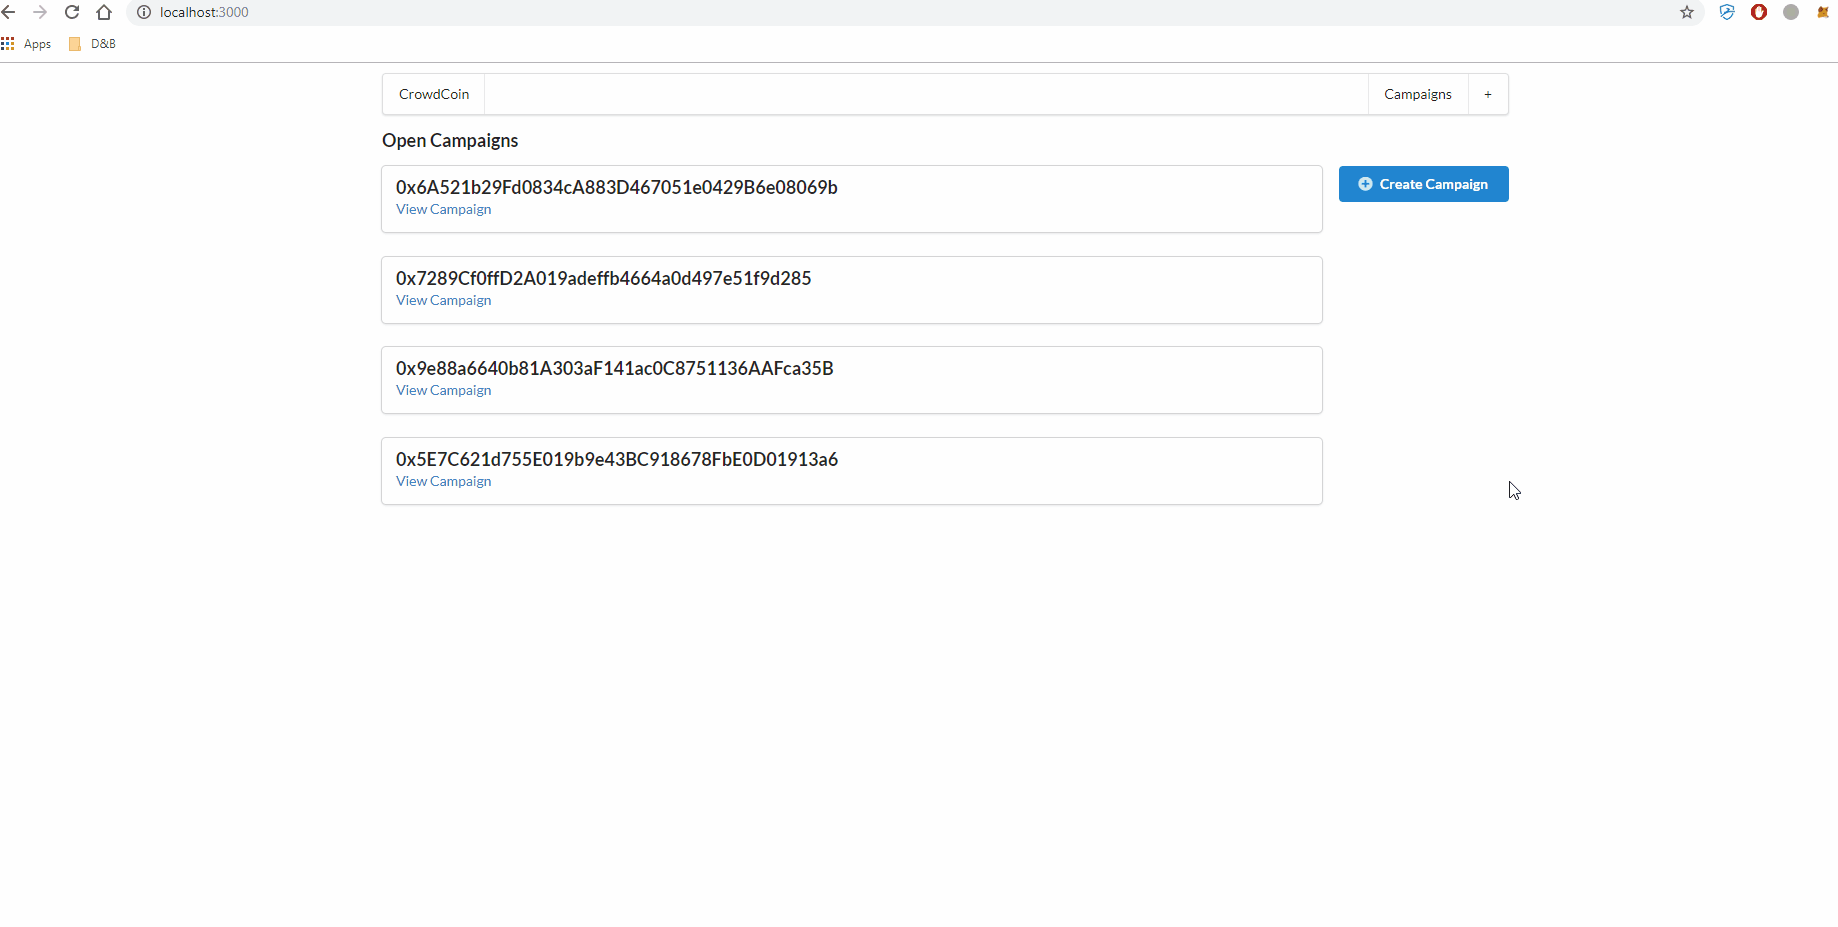 localhost:3000
Apps D&B
CrowdCoin Campaigns +
Open Campaigns
0x6A521b29Fd0834cA883D467051e0429B6e08069b
View Campaign
Create Campaign
0x7289Cf0ffD2A019adeffb4664a0d497e51f9d285
View Campaign
0x9e88a6640b81A303aF141ac0C8751136AAFca35B
View Campaign
0x5E7C621d755E019b9e43BC918678FbE0D01913a6
View Campaign